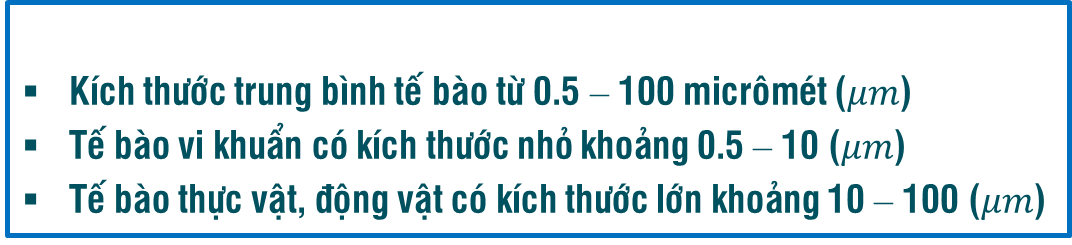 ▪ Kích thước trung bình tế bào từ 0.5 – 100 micrômét (μm)
▪ Tế bào vi khuẩn có kích thước nhỏ khoảng 0.5 – 10 (μm)
▪ Tế bào thực vật, động vật có kích thước lớn khoảng 10 – 100 (μm)